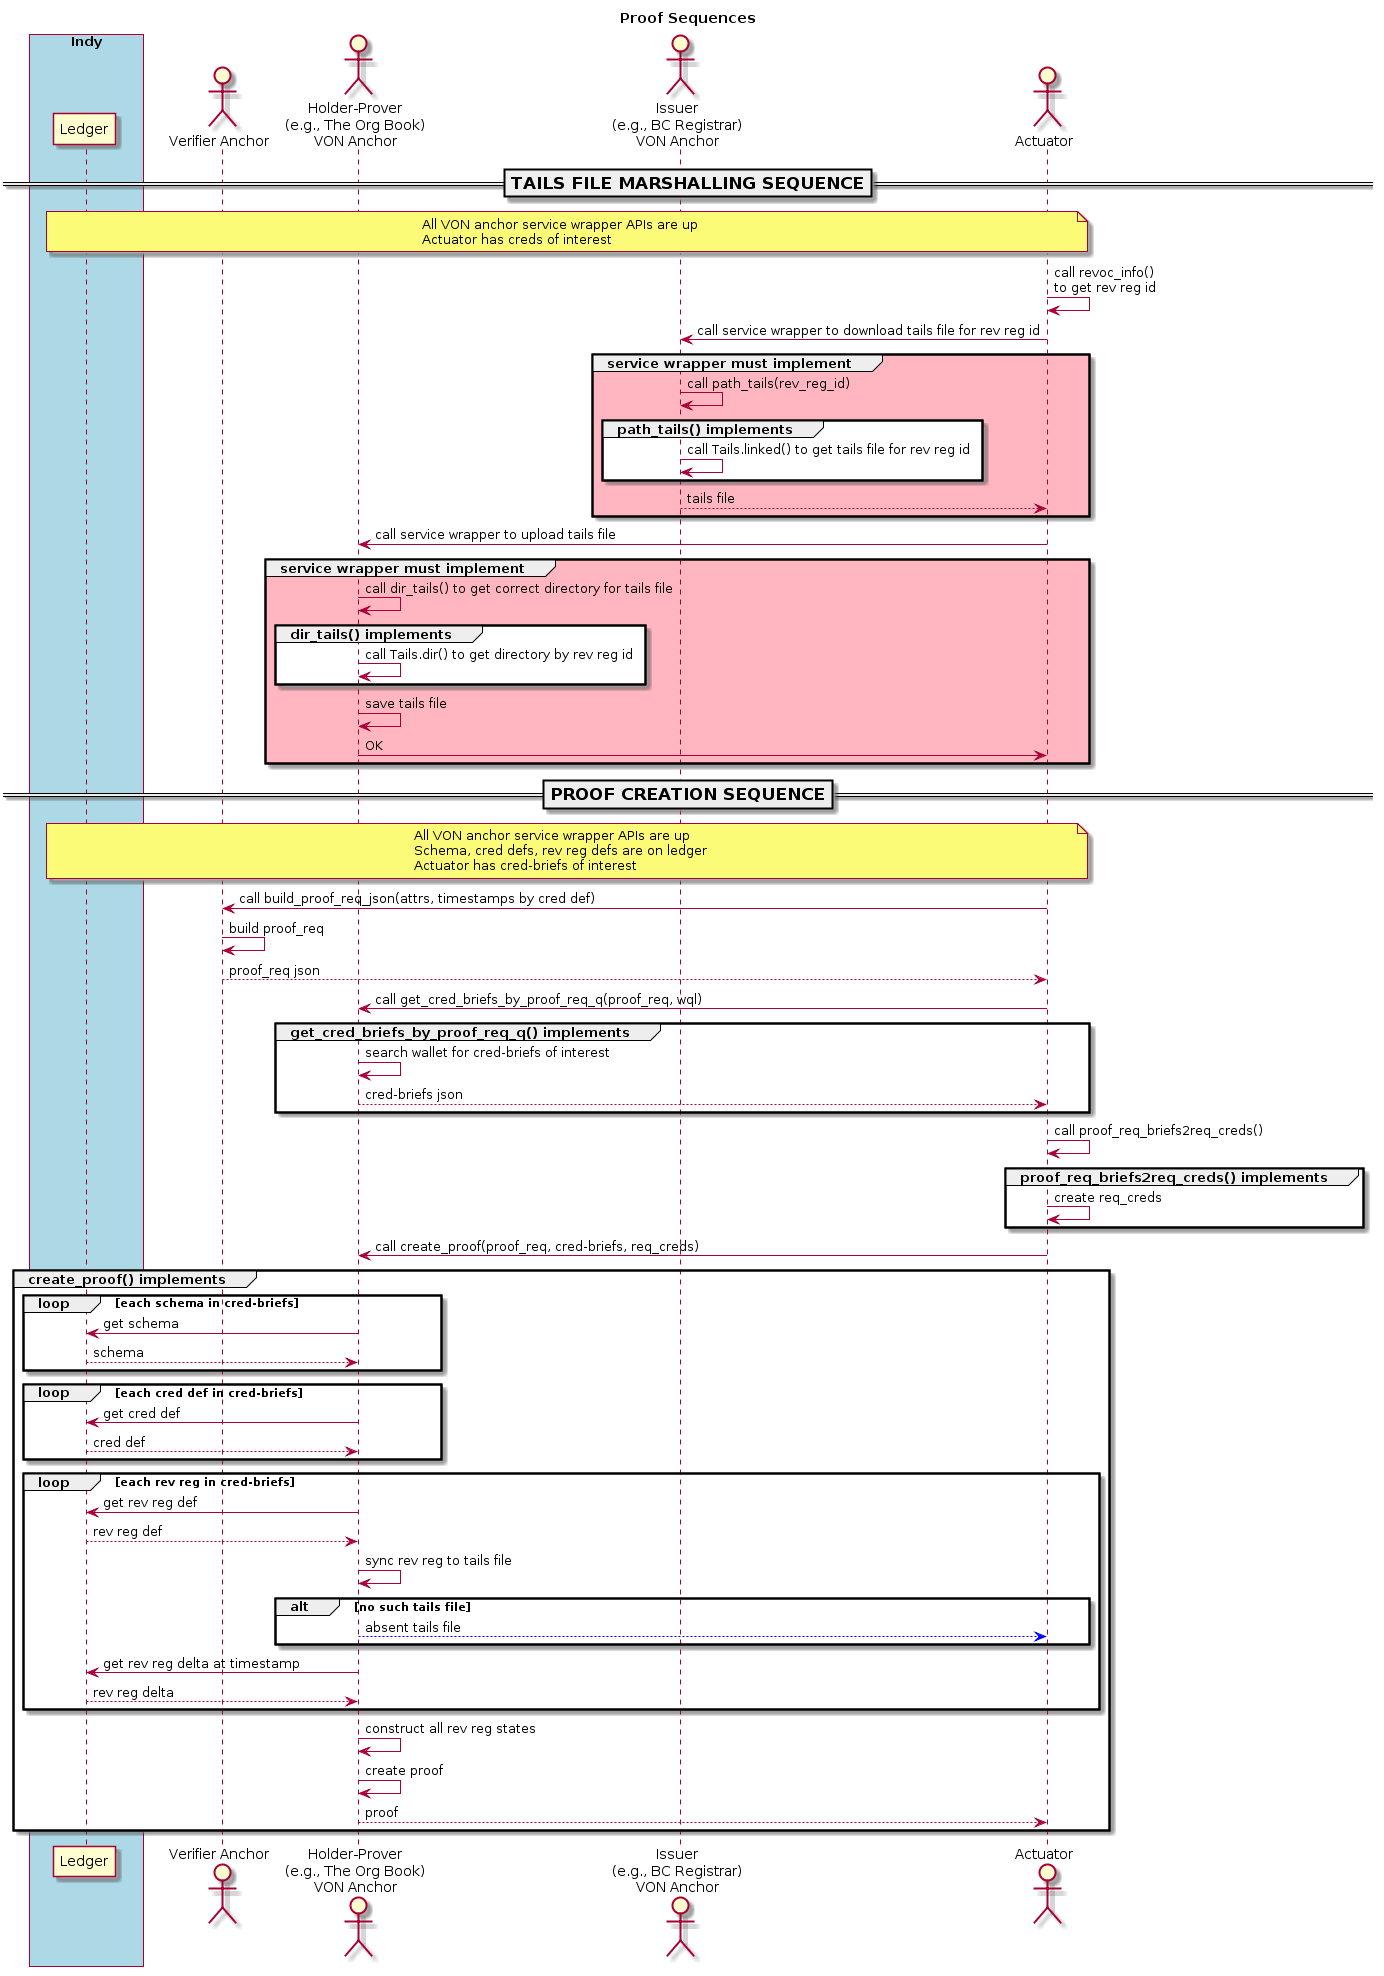 Proof Sequences
Indy
Ledger
Verifier Anchor
Holder-Prover
(e.g., The Org Book)
VON Anchor
Issuer
(e.g., BC Registrar)
VON Anchor
Actuator
TAILS FILE MARSHALLING SEQUENCE
All VON anchor service wrapper APIs are up
Actuator has creds of interest
call revoc_info()
to get rev reg id
call service wrapper to download tails file for rev reg id
service wrapper must implement
call path_tails(rev_reg_id)
path_tails() implements
call Tails.linked() to get tails file for rev reg id
tails file
call service wrapper to upload tails file
service wrapper must implement
call dir_tails() to get correct directory for tails file
dir_tails() implements
call Tails.dir() to get directory by rev reg id
save tails file
OK
PROOF CREATION SEQUENCE
All VON anchor service wrapper APIs are up
Schema, cred defs, rev reg defs are on ledger
Actuator has cred-briefs of interest
call build_proof_req_json(attrs, timestamps by cred def)
build proof_req
proof_req json
call get_cred_briefs_by_proof_req_q(proof_req, wql)
get_cred_briefs_by_proof_req_q() implements
search wallet for cred-briefs of interest
cred-briefs json
call proof_req_briefs2req_creds()
proof_req_briefs2req_creds() implements
create req_creds
call create_proof(proof_req, cred-briefs, req_creds)
create_proof() implements
loop [each schema in cred-briefs]
get schema
schema
loop [each cred def in cred-briefs]
get cred def
cred def
loop [each rev reg in cred-briefs]
get rev reg def
rev reg def
sync rev reg to tails file
alt [no such tails file]
absent tails file
get rev reg delta at timestamp
rev reg delta
construct all rev reg states
create proof
proof
Ledger
Verifier Anchor
Holder-Prover
(e.g., The Org Book)
VON Anchor
Issuer
(e.g., BC Registrar)
VON Anchor
Actuator